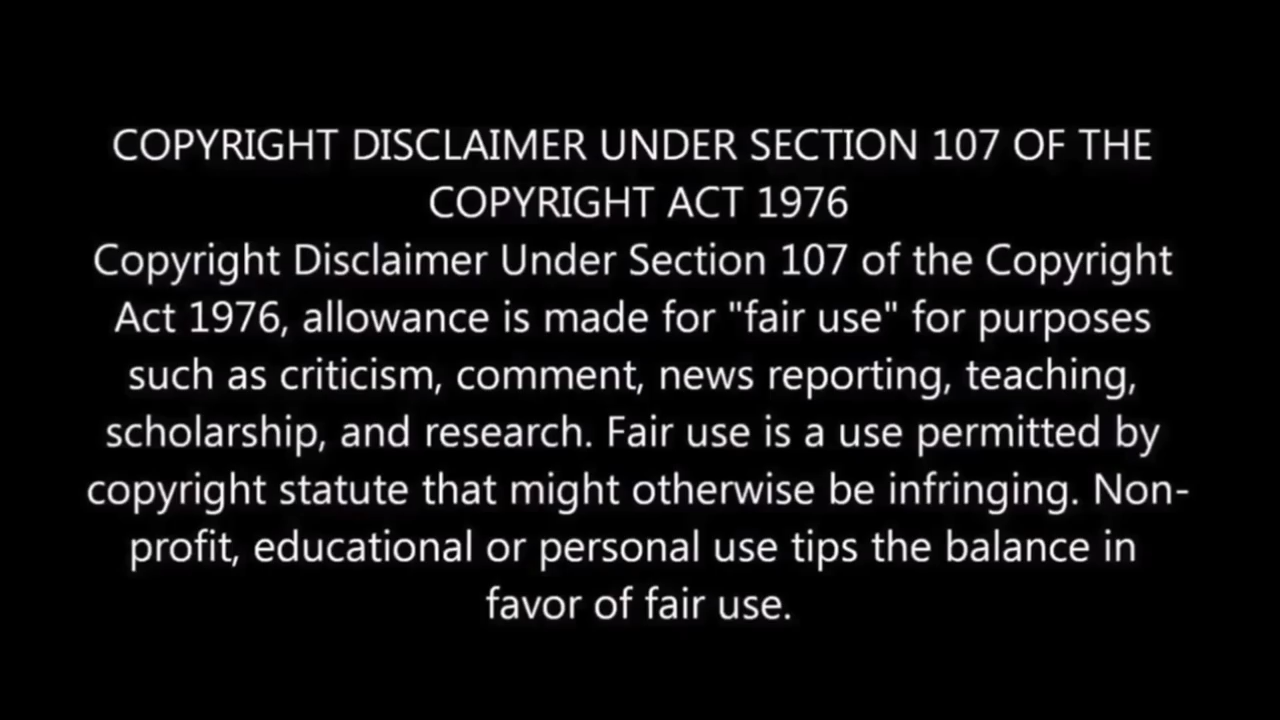 COPYRIGHT DISCLAIMER UNDER SECTION 107 OF THE
COPYRIGHT ACT 1976
Copyright Disclaimer Under Section 107 of the Copyright
Act 1976, allowance is made for "fair use" for purposes
such as criticism, comment, news reporting, teaching,
scholarship, and research. Fair use is a use permitted by
copyright statute that might otherwise be infringing. Non-
profit, educational or personal use tips the balance in
favor of fair use.